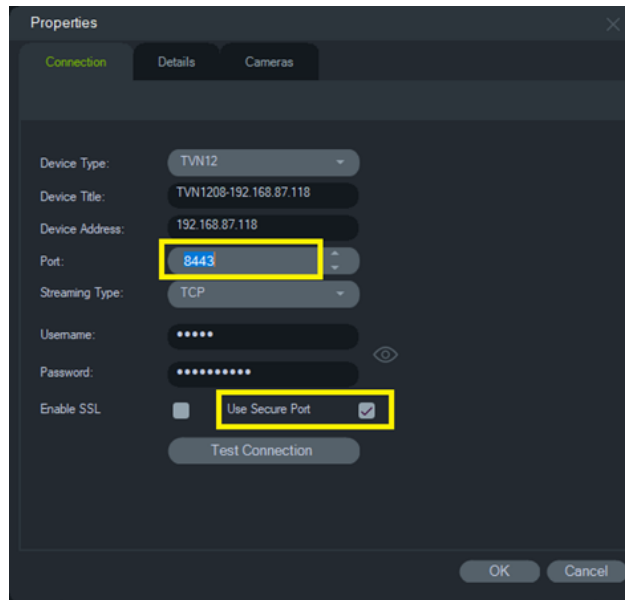 Properties
Connection Details Cameras
Device Type: TVN12
Device Title: TVN1208-192.168.87.118
Device Address: 192.168.87.118
Port: 8443
Streaming Type: TCP
Username: •••••
Password: ••••••••••
Enable SSL Use Secure Port
Test Connection
OK Cancel